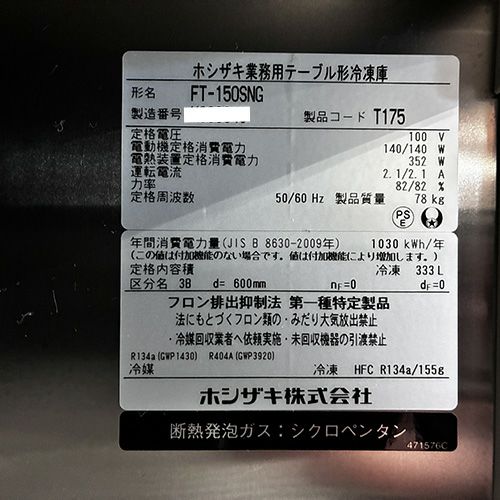 ホシザキ業務用テーブル形冷凍庫
形名 FT-150SNG
製造番号
製品コード T175
定格電圧 100 V
電動機定格消費電力 140/140 W
電熱装置定格消費電力 352 W
運転電流 2.1/2.1 A
力率 82/82 %
定格周波数 50/60 Hz 製品質量 78 kg
PSE
年間消費電力量(JIS B 8630-2009年) 1030 kWh/年
(この値は付加機能のない場合です。この値は付加機能により増加します。)
定格内容積 冷凍 333 L
区分名 3B d= 600mm nF=0 dF=0
フロン排出抑制法 第一種特定製品
法にもとづくフロン類の・みだり大気放出禁止
・冷媒回収業者へ依頼実施・未回収機器の引渡禁止
R134a(GWP1430) R404A(GWP3920)
冷媒 冷凍 HFC R134a/155g
ホシザキ株式会社
断熱発泡ガス:シクロペンタン
471576C